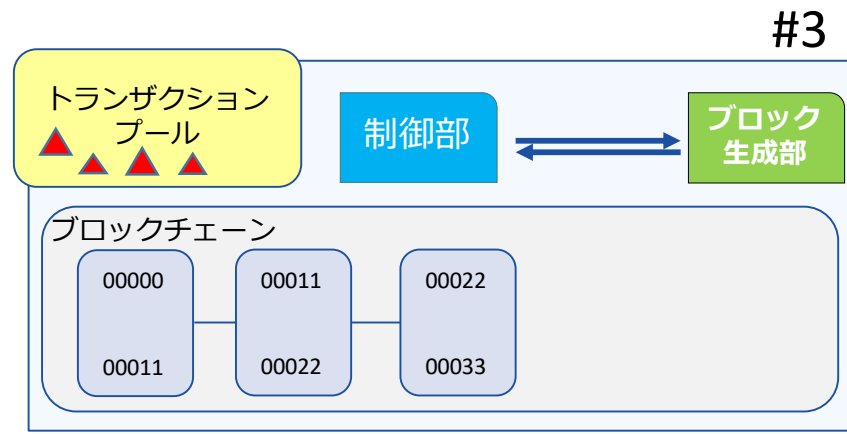 #3
トランザクション
プール
制御部
ブロック
生成部
ブロックチェーン
00000
00011
00022
00011
00022
00033